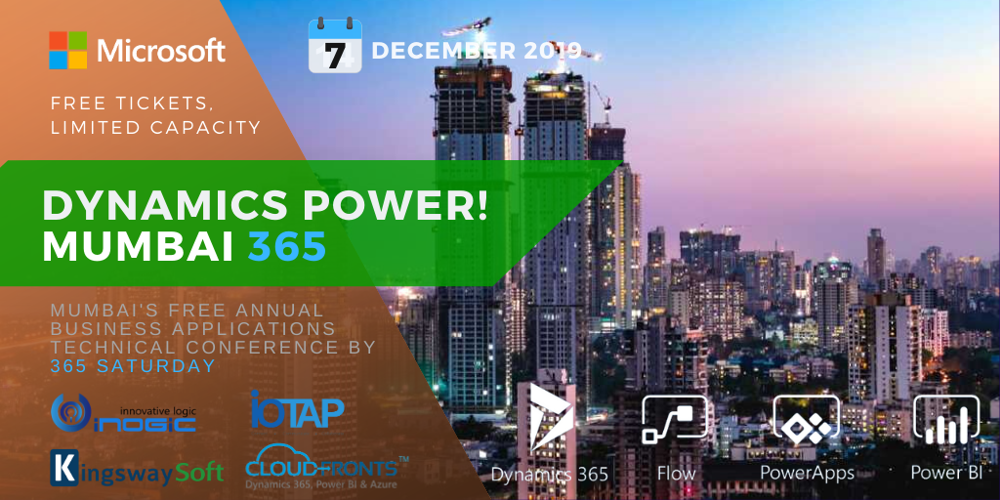 Microsoft
7
DECEMBER 2019
FREE TICKETS,
LIMITED CAPACITY
DYNAMICS POWER!
MUMBAI 365
MUMBAI'S FREE ANNUAL
BUSINESS APPLICATIONS
TECHNICAL CONFERENCE BY
365 SATURDAY
innovative logic
inogic
ioTAP
KingswaySoft
CLOUD-FRONTS™
Dynamics 365, Power BI & Azure
Dynamics 365
Flow
PowerApps
Power BI